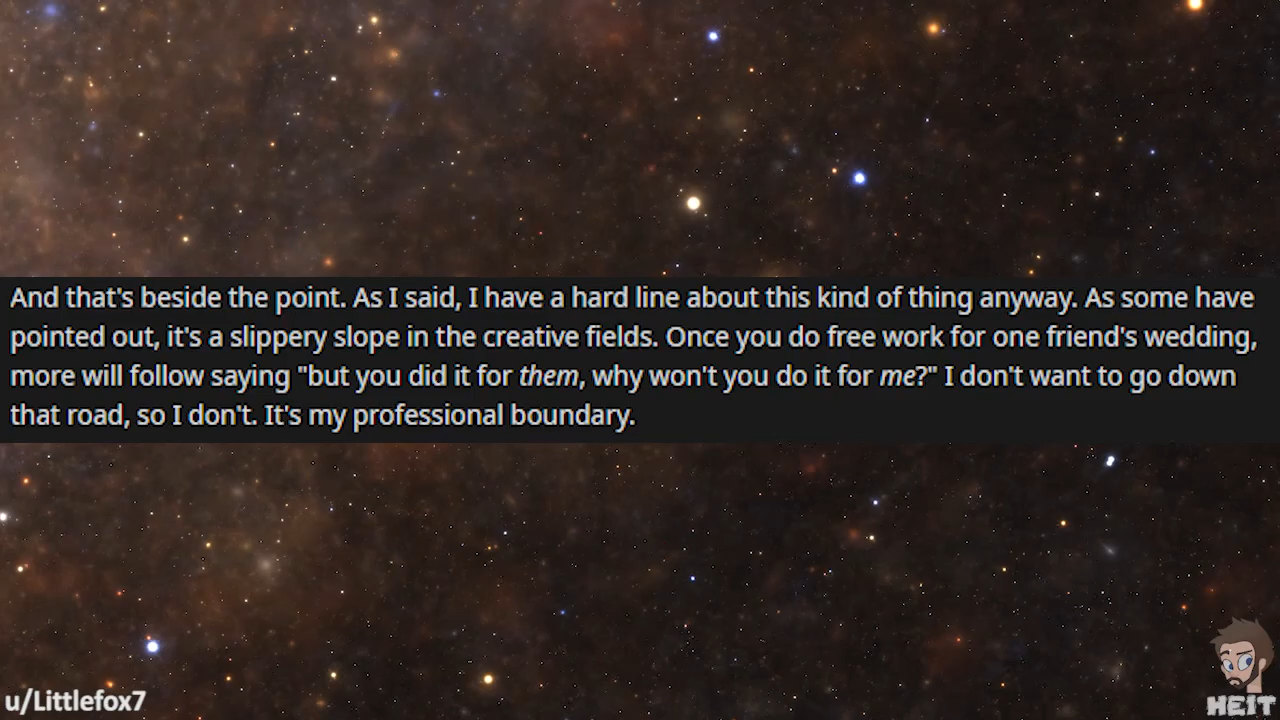 And that's beside the point. As I said, I have a hard line about this kind of thing anyway. As some have
pointed out, it's a slippery slope in the creative fields. Once you do free work for one friend's wedding,
more will follow saying "but you did it for them, why won't you do it for me?" I don't want to go down
that road, so I don't. It's my professional boundary.
u/Littlefox7
HEIT